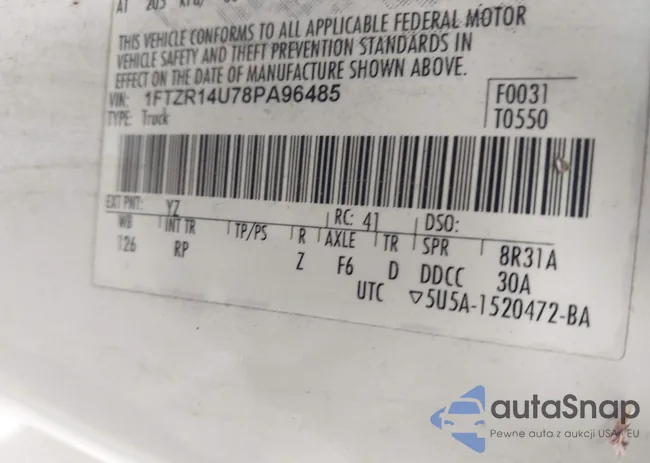 THIS VEHICLE CONFORMS TO ALL APPLICABLE FEDERAL MOTOR
VEHICLE SAFETY AND THEFT PREVENTION STANDARDS IN
EFFECT ON THE DATE OF MANUFACTURE SHOWN ABOVE.
VIN: 1FTZR14U78PA96485
F0031
TYPE: Truck
T0550
EXT PNT: YZ
RC: 41
DSO:
WB INT TR TP/PS R AXLE TR SPR 8R31A
126 RP Z F6 D DDCC 30A
UTC ▽5U5A-1520472-BA
autaSnap
Pewne auta z aukcji USA i EU